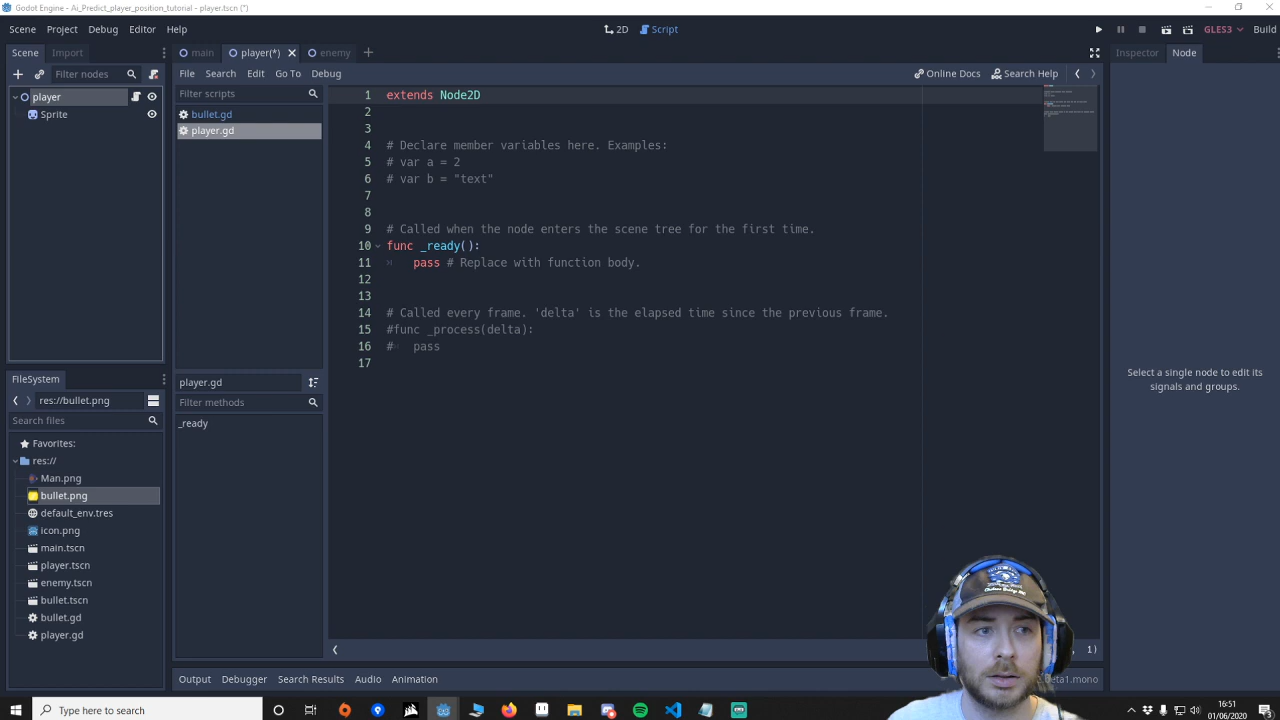 Godot Engine - Ai_Predict_player_position_tutorial - player.tscn (*)
Scene Project Debug Editor Help
2D Script
GLES3 Build
Scene Import
main player(*) enemy
Inspector Node
Filter nodes
File Search Edit Go To Debug
Online Docs Search Help
player
Sprite
Filter scripts
bullet.gd
player.gd
1 extends Node2D
2
3
4 # Declare member variables here. Examples:
5 # var a = 2
6 # var b = "text"
7
8
9 # Called when the node enters the scene tree for the first time.
10 func _ready():
11 pass # Replace with function body.
12
13
14 # Called every frame. 'delta' is the elapsed time since the previous frame.
15 #func _process(delta):
16 # pass
17
Select a single node to edit its
signals and groups.
FileSystem
res://bullet.png
Search files
Favorites:
res://
Man.png
bullet.png
default_env.tres
icon.png
main.tscn
player.tscn
enemy.tscn
bullet.tscn
bullet.gd
player.gd
player.gd
Filter methods
_ready
1)
Output Debugger Search Results Audio Animation
beta1.mono
Type here to search
16:51
01/06/2020